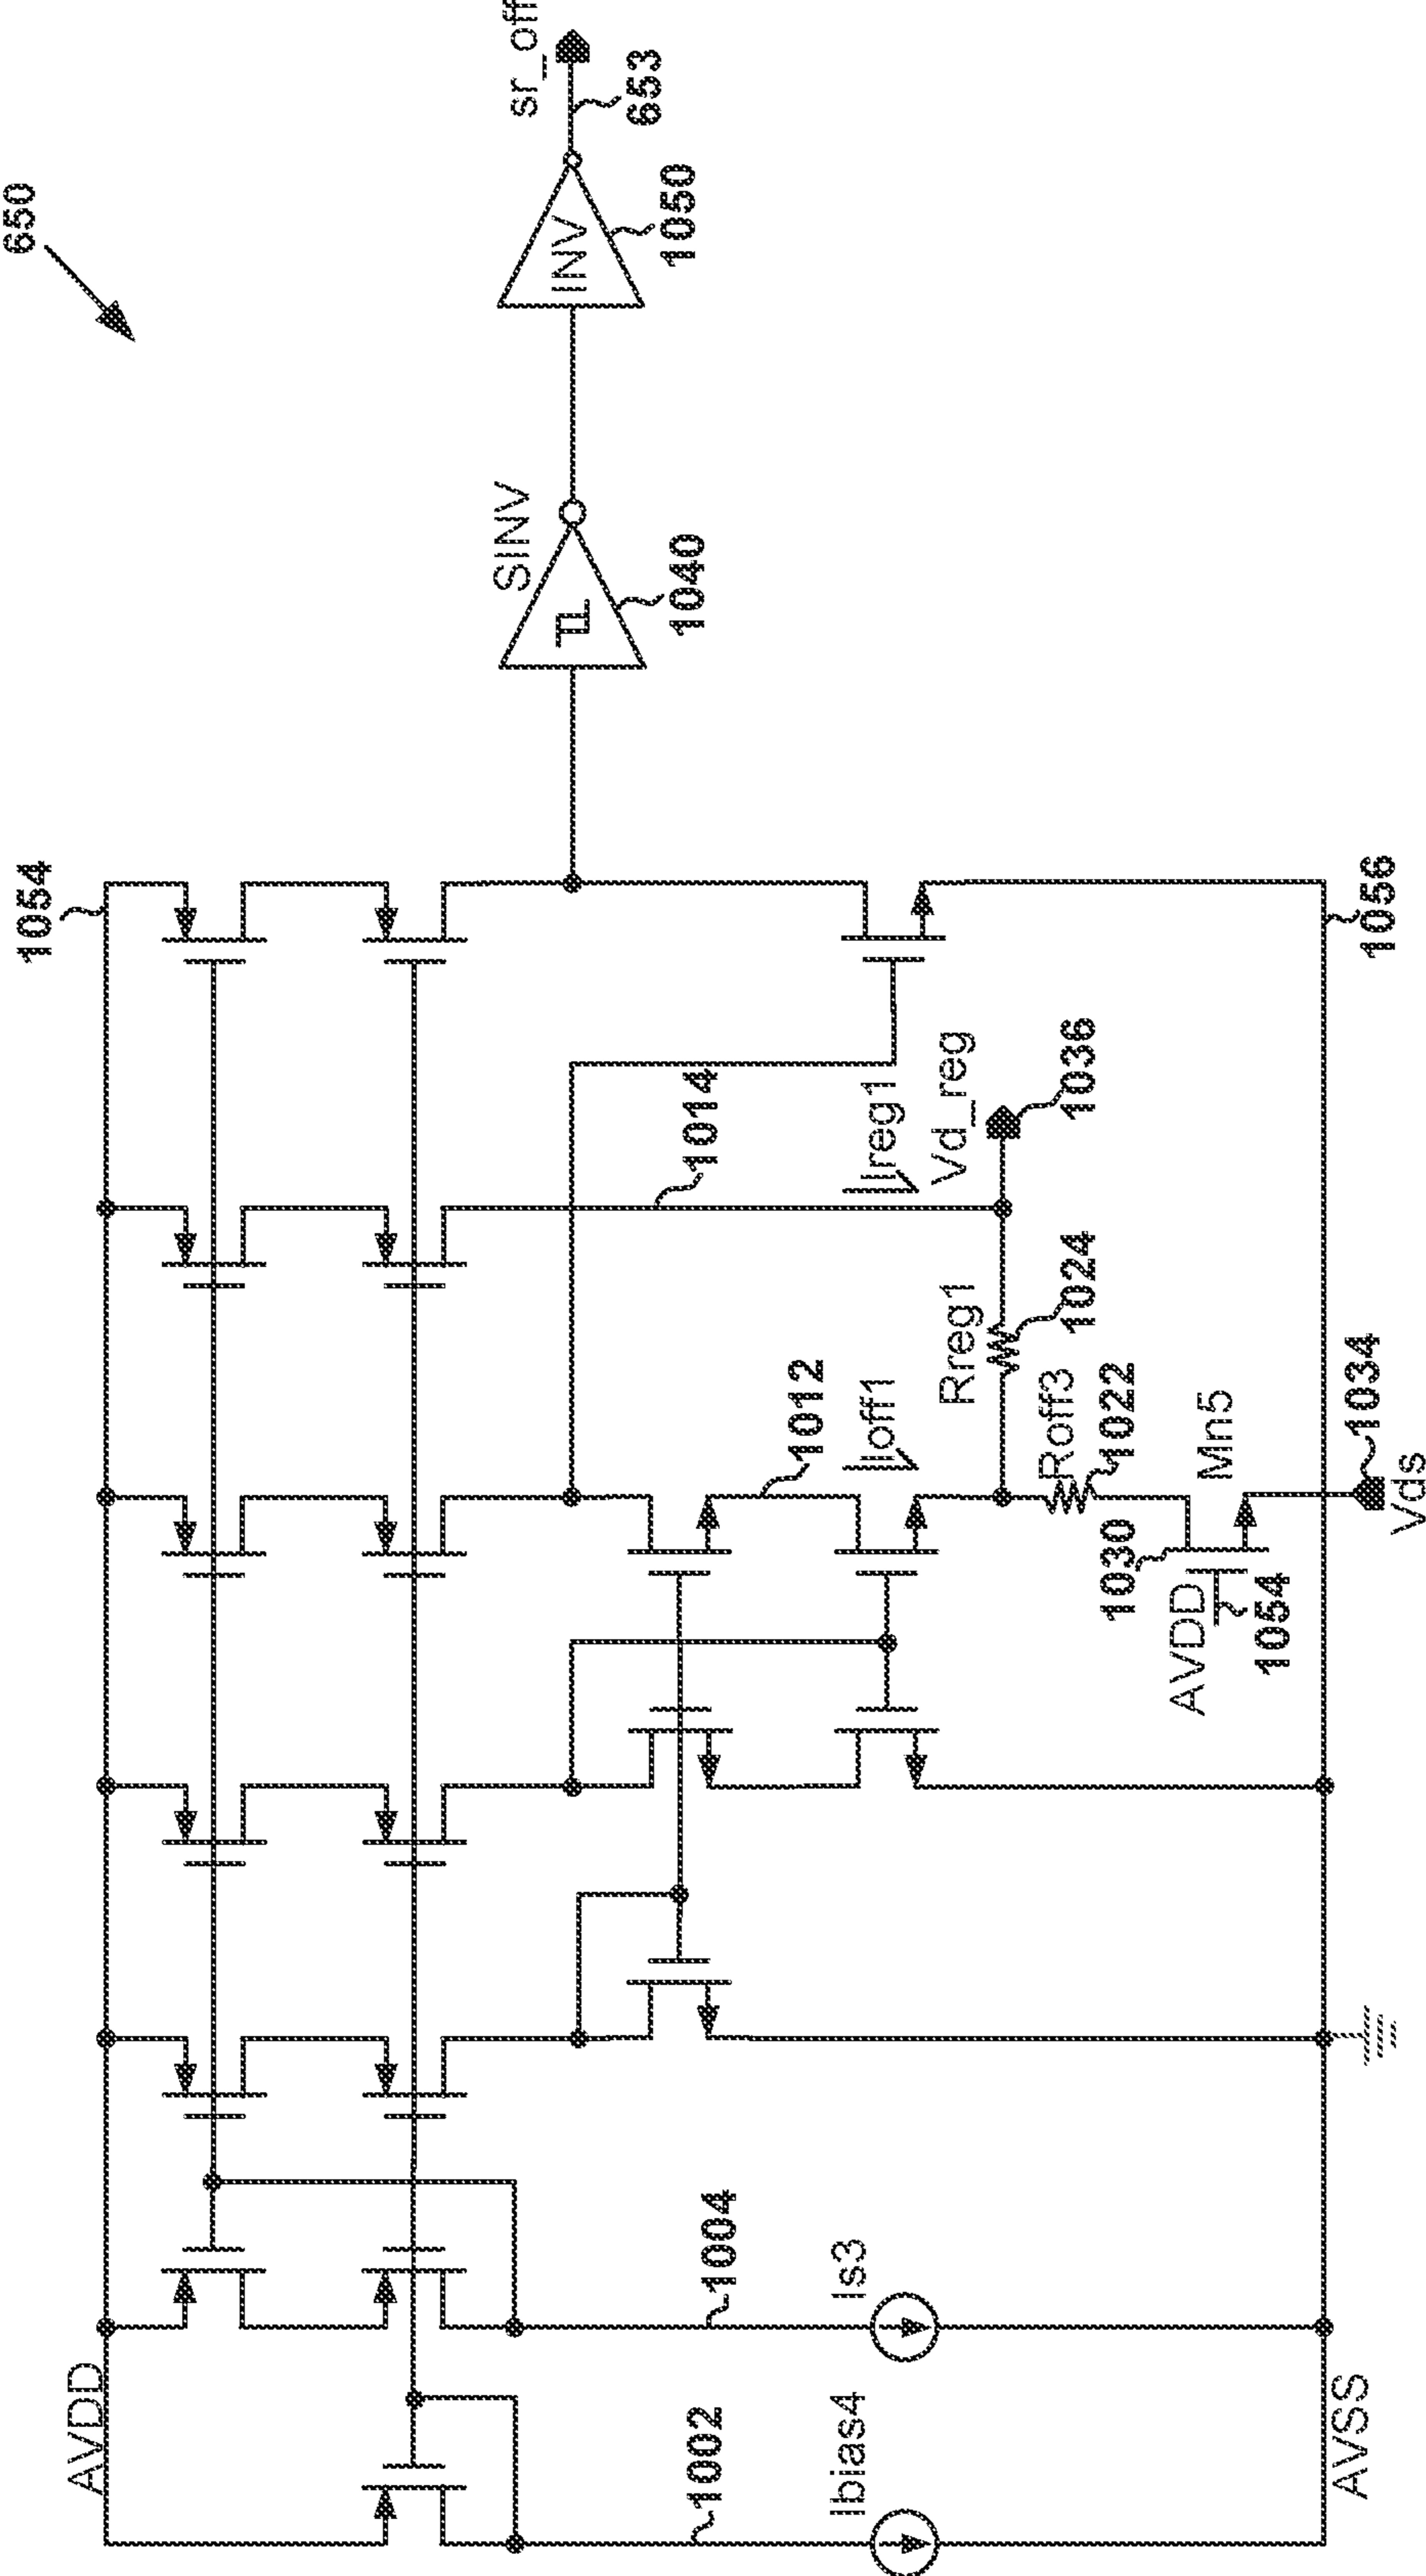 650
1054
AVDD
sr_off
SINV
INV
653
1050
1040
1002
1004
1014
1012
Ibias4
Is3
Ioff1
Ireg1
Rreg1
Vd_reg
Roff3
1024
1036
1030
1022
AVDD
Mn5
1054
AVSS
1034
1056
Vds